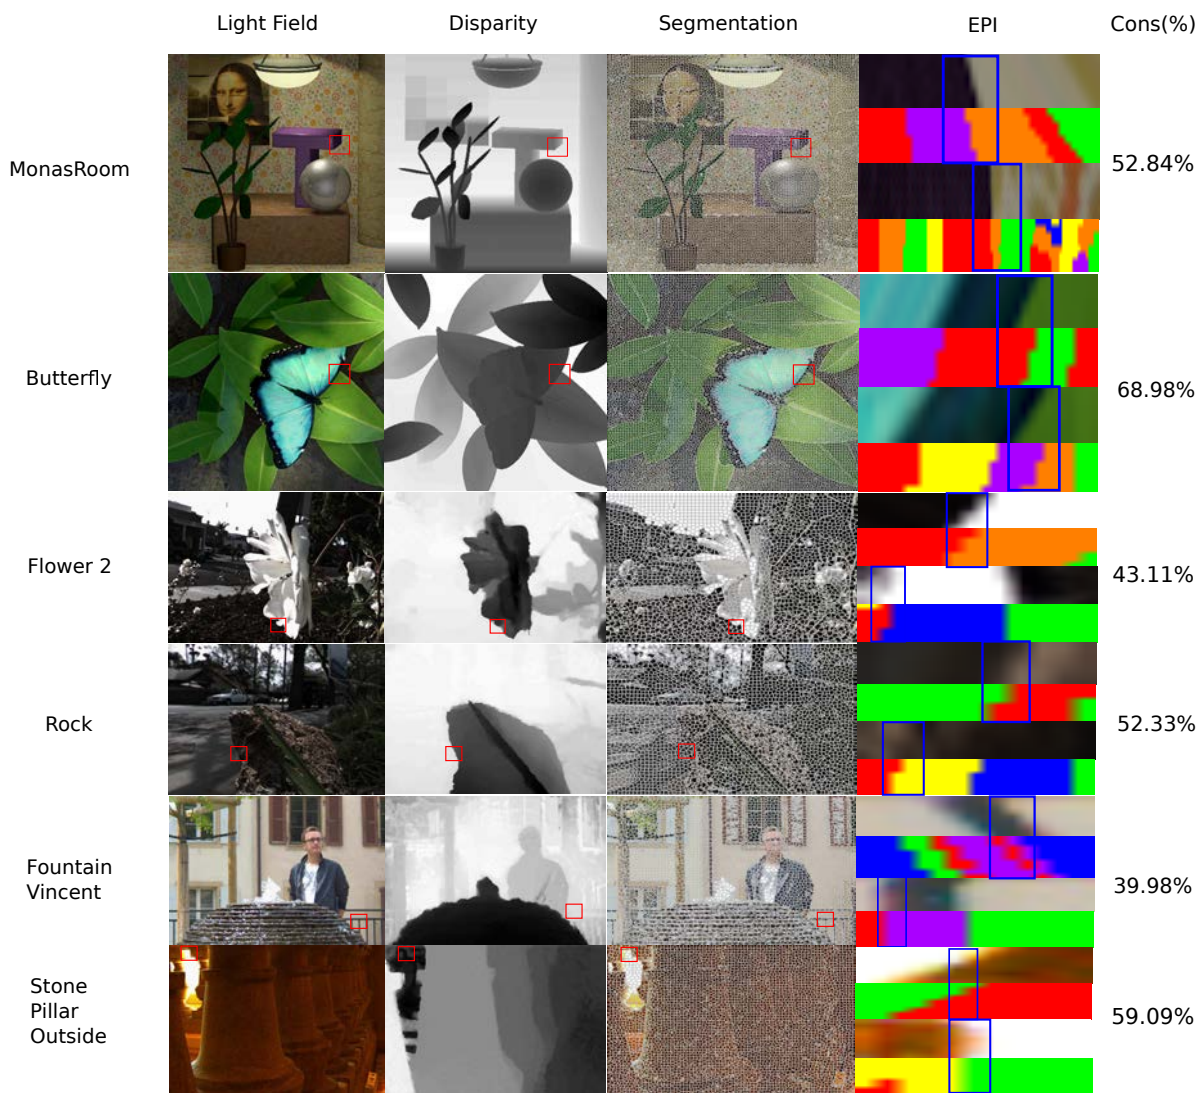 Light Field Disparity Segmentation EPI Cons(%)
MonasRoom 52.84%
Butterfly 68.98%
Flower 2 43.11%
Rock 52.33%
Fountain
Vincent 39.98%
Stone
Pillar 59.09%
Outside